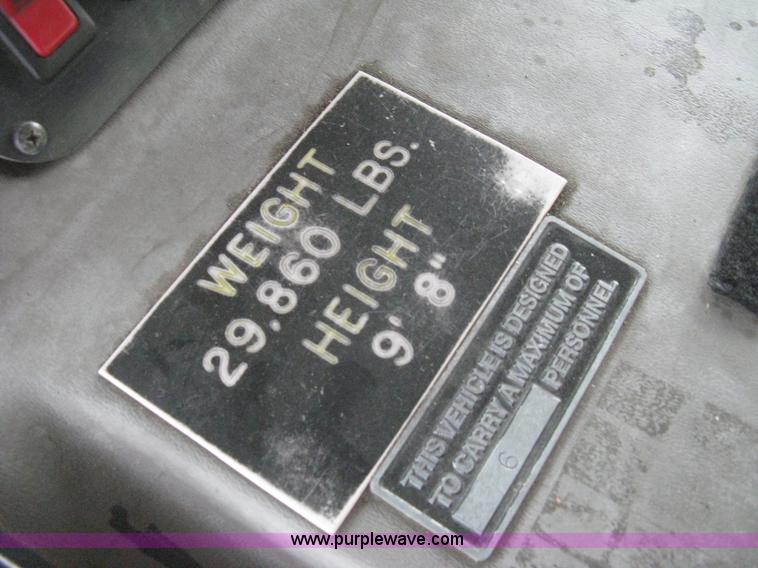 WEIGHT
29,860 LBS.
HEIGHT
9' 8"
THIS VEHICLE IS DESIGNED
TO CARRY A MAXIMUM OF
6 PERSONNEL
www.purplewave.com